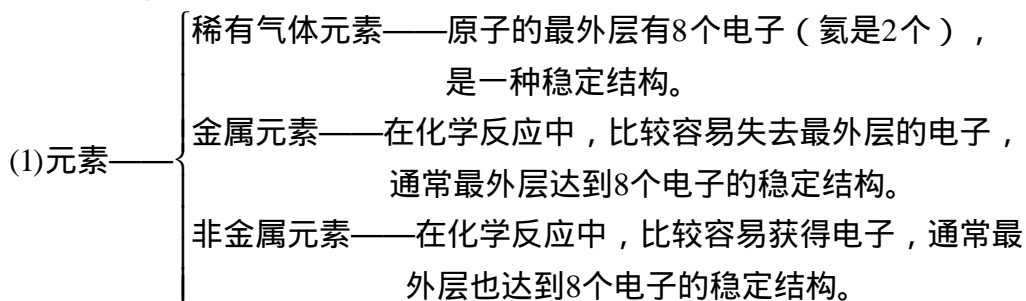 稀有气体元素——原子的最外层有8个电子（氦是2个），
是一种稳定结构。
金属元素——在化学反应中，比较容易失去最外层的电子，
(1)元素——
通常最外层达到8个电子的稳定结构。
非金属元素——在化学反应中，比较容易获得电子，通常最
外层也达到8个电子的稳定结构。